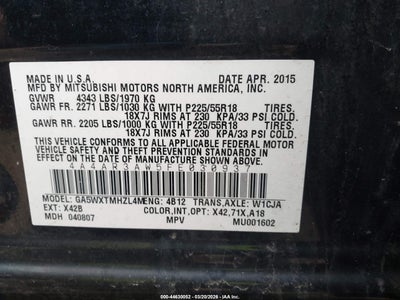 MADE IN U.S.A. DATE APR. 2015
MFD BY MITSUBISHI MOTORS NORTH AMERICA, INC.
GVWR 4343 LBS/1970 KG
GAWR FR. 2271 LBS/1030 KG WITH P225/55R18 TIRES.
18X7J RIMS AT 230 KPA/33 PSI COLD.
GAWR RR. 2205 LBS/1000 KG WITH P225/55R18 TIRES.
18X7J RIMS AT 230 KPA/33 PSI COLD.
THIS VEHICLE CONFORMS TO ALL APPLICABLE
FEDERAL MOTOR VEHICLE SAFETY AND THEFT
PREVENTION STANDARDS IN EFFECT ON THE DATE
OF MANUFACTURE SHOWN ABOVE.
4A4AR3AW5FE030937
MODEL: GA5WXTMHZL4M ENG: 4B12 TRANS,AXLE: W1CJA
EXT: X42B COLOR,INT,OPT: X42,71X,A18
MDH 040807 MPV MU001602
000-44630052 - 03/20/2026 - IAA Inc.